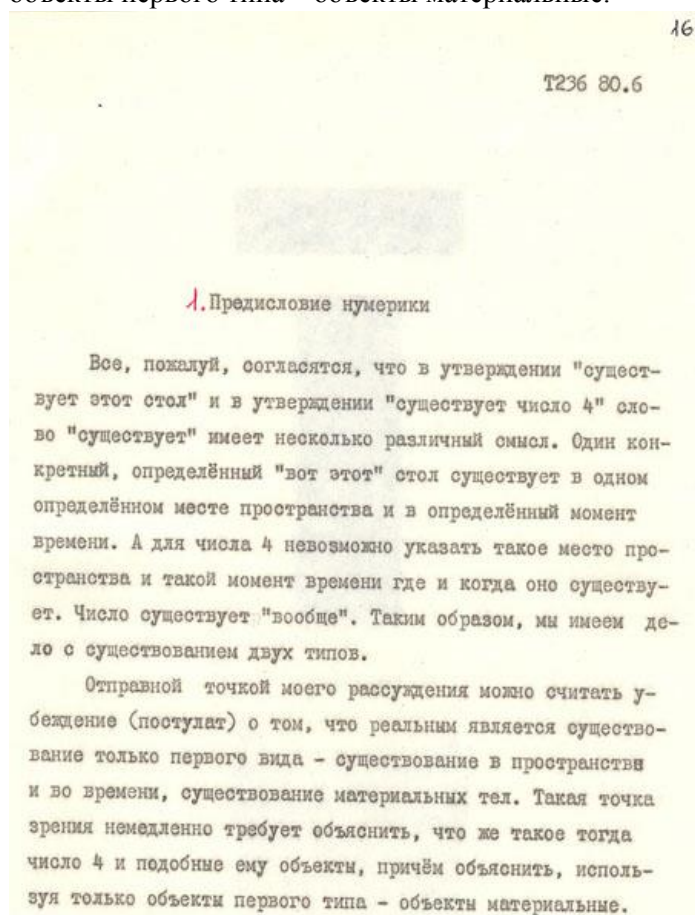 объекты первого типа – объекты материальные.
16
Т236 80.6
1. Предисловие нумерики
Все, пожалуй, согласятся, что в утверждении "сущест-
вует этот стол" и в утверждении "существует число 4" сло-
во "существует" имеет несколько различный смысл. Один кон-
кретный, определённый "вот этот" стол существует в одном
определённом месте пространства и в определённый момент
времени. А для числа 4 невозможно указать такое место про-
странства и такой момент времени где и когда оно существу-
ет. Число существует "вообще". Таким образом, мы имеем де-
ло с существованием двух типов.
Отправной точкой моего рассуждения можно считать у-
беждение (постулат) о том, что реальным является существо-
вание только первого вида - существование в пространстве
и во времени, существование материальных тел. Такая точка
зрения немедленно требует объяснить, что же такое тогда
число 4 и подобные ему объекты, причём объяснить, исполь-
зуя только объекты первого типа - объекты материальные.